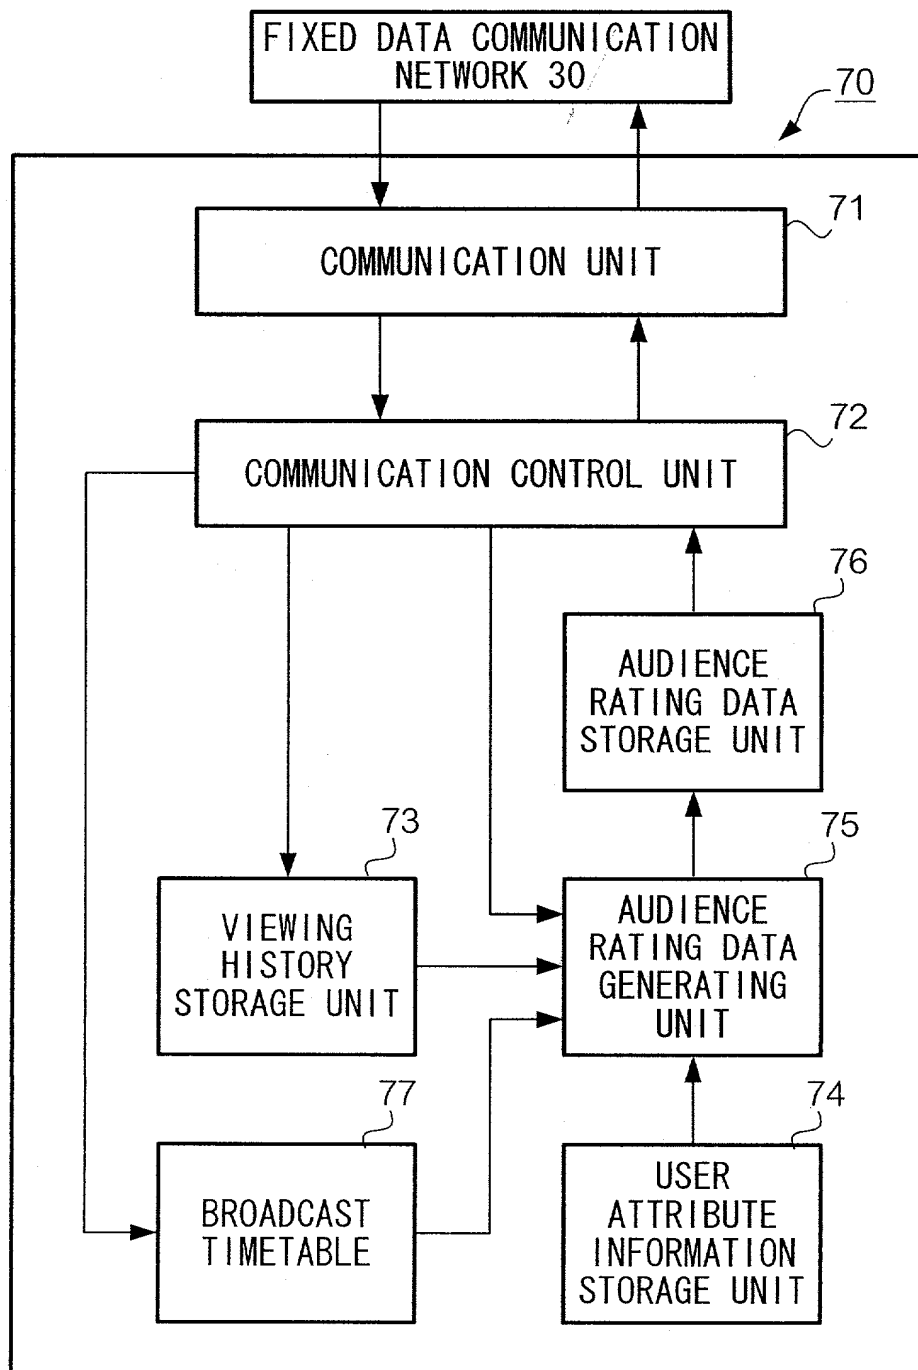 FIXED DATA COMMUNICATION
NETWORK 30
70
71
COMMUNICATION UNIT
72
COMMUNICATION CONTROL UNIT
76
AUDIENCE
RATING DATA
STORAGE UNIT
73
VIEWING
HISTORY
STORAGE UNIT
75
AUDIENCE
RATING DATA
GENERATING
UNIT
77
BROADCAST
TIMETABLE
74
USER
ATTRIBUTE
INFORMATION
STORAGE UNIT